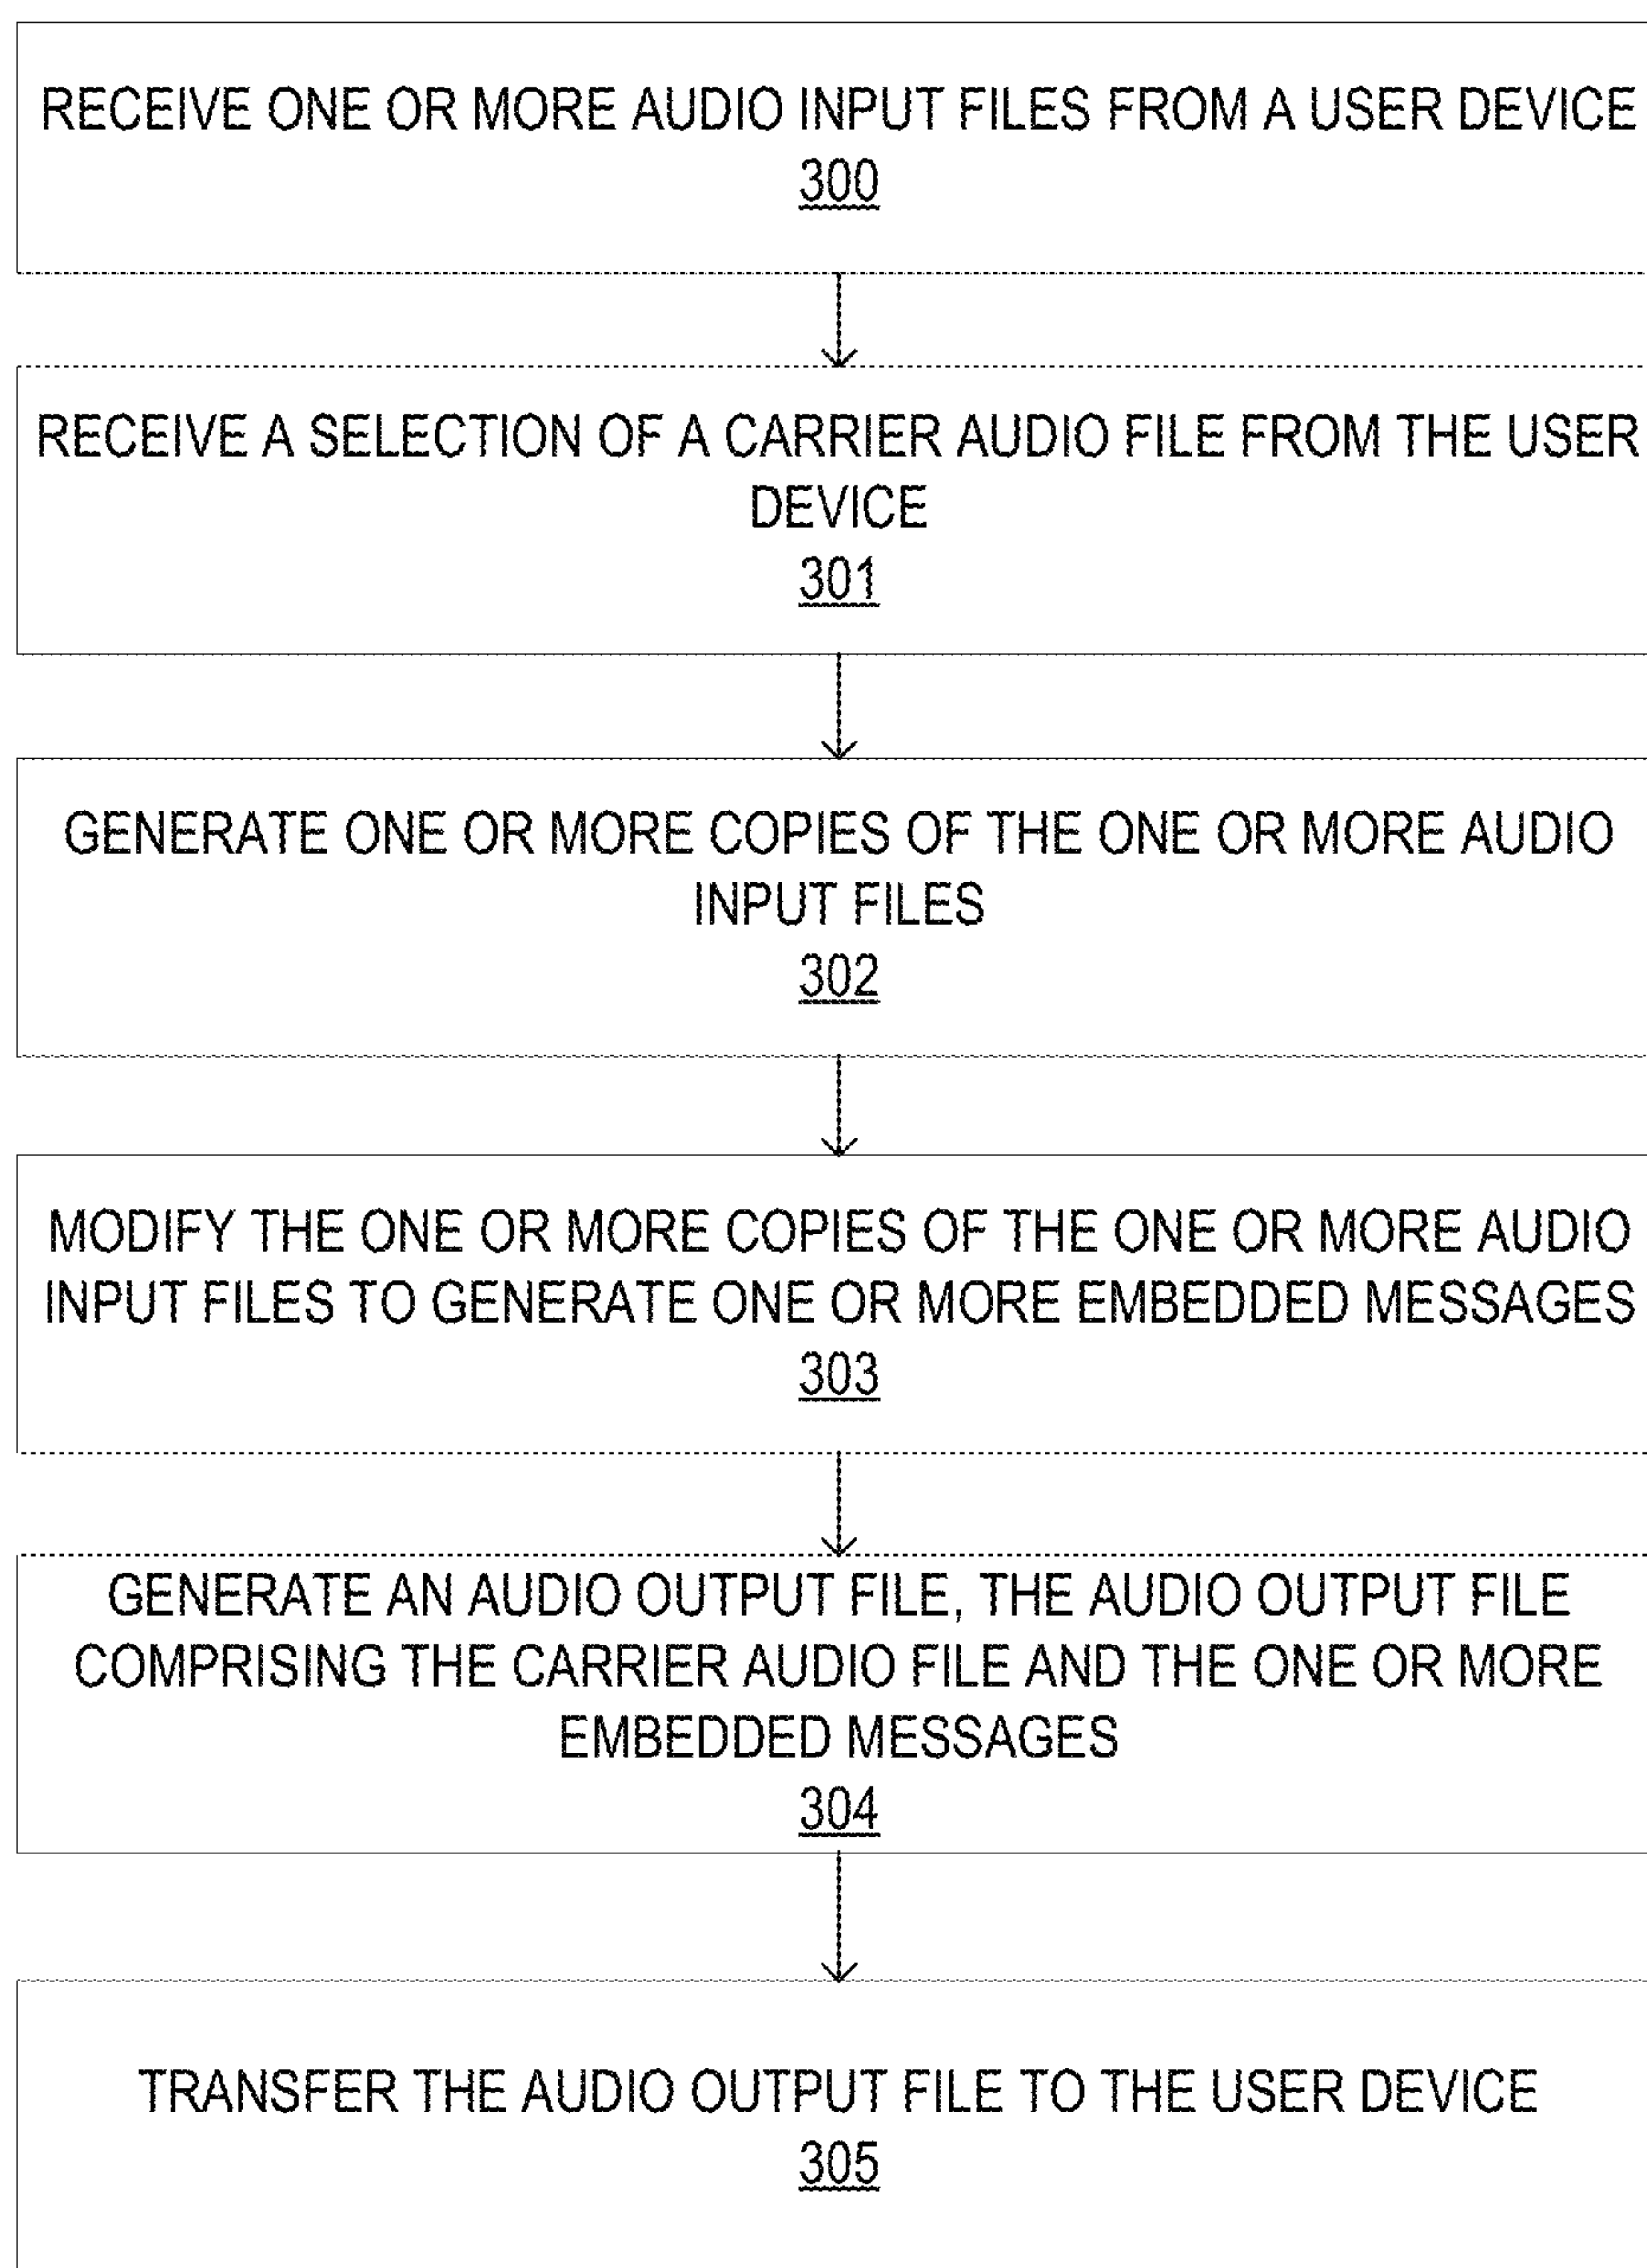 RECEIVE ONE OR MORE AUDIO INPUT FILES FROM A USER DEVICE
300
RECEIVE A SELECTION OF A CARRIER AUDIO FILE FROM THE USER
DEVICE
301
GENERATE ONE OR MORE COPIES OF THE ONE OR MORE AUDIO
INPUT FILES
302
MODIFY THE ONE OR MORE COPIES OF THE ONE OR MORE AUDIO
INPUT FILES TO GENERATE ONE OR MORE EMBEDDED MESSAGES
303
GENERATE AN AUDIO OUTPUT FILE, THE AUDIO OUTPUT FILE
COMPRISING THE CARRIER AUDIO FILE AND THE ONE OR MORE
EMBEDDED MESSAGES
304
TRANSFER THE AUDIO OUTPUT FILE TO THE USER DEVICE
305